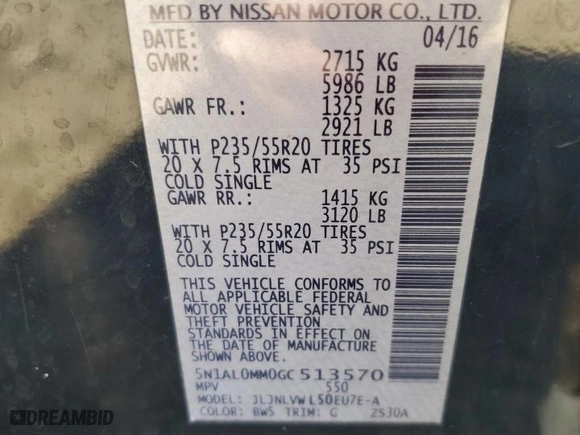 MFD BY NISSAN MOTOR CO., LTD.
DATE: 04/16
GVWR: 2715 KG
5986 LB
GAWR FR.: 1325 KG
2921 LB
WITH P235/55R20 TIRES
20 X 7.5 RIMS AT 35 PSI
COLD SINGLE
GAWR RR.: 1415 KG
3120 LB
WITH P235/55R20 TIRES
20 X 7.5 RIMS AT 35 PSI
COLD SINGLE
THIS VEHICLE CONFORMS TO
ALL APPLICABLE FEDERAL
MOTOR VEHICLE SAFETY AND
THEFT PREVENTION
STANDARDS IN EFFECT ON
THE DATE OF MANUFACTURE
SHOWN ABOVE.
5N1AL0MM0GC513570
MPV 550
MODEL: JLJNLVWL50EU7E-A
COLOR: BW5 TRIM: G 2S30A
DEALER AUCTION HISTORY